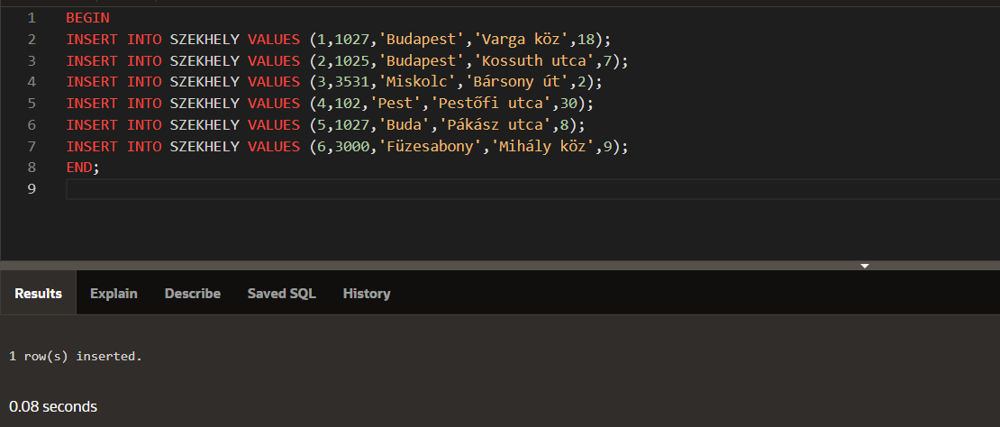 1 BEGIN
2 INSERT INTO SZEKHELY VALUES (1,1027,'Budapest','Varga köz',18);
3 INSERT INTO SZEKHELY VALUES (2,1025,'Budapest','Kossuth utca',7);
4 INSERT INTO SZEKHELY VALUES (3,3531,'Miskolc','Bársony út',2);
5 INSERT INTO SZEKHELY VALUES (4,102,'Pest','Pestőfi utca',30);
6 INSERT INTO SZEKHELY VALUES (5,1027,'Buda','Pákász utca',8);
7 INSERT INTO SZEKHELY VALUES (6,3000,'Füzesabony','Mihály köz',9);
8 END;
9
Results Explain Describe Saved SQL History
1 row(s) inserted.
0.08 seconds